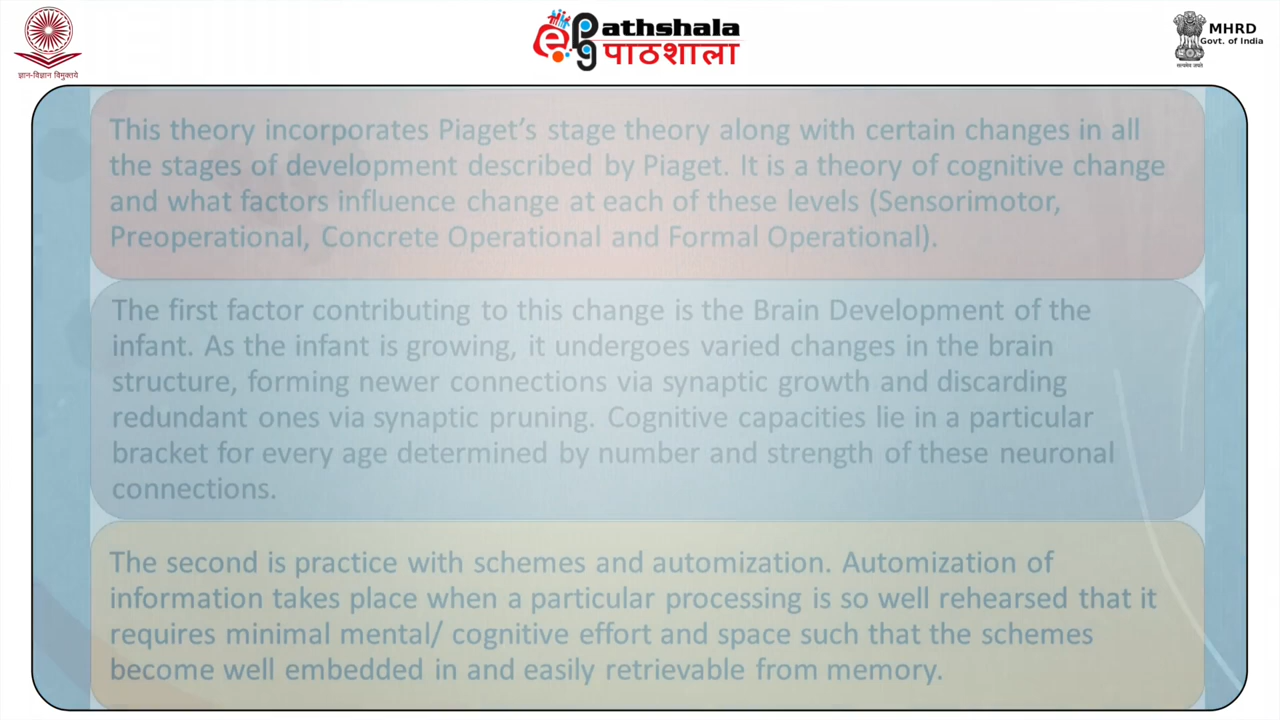 ज्ञान-विज्ञान विमुक्तये
ePg Pathshala
पाठशाला
MHRD
Govt. of India
सत्यमेव जयते
This theory incorporates Piaget's stage theory along with certain changes in all
the stages of development described by Piaget. It is a theory of cognitive change
and what factors influence change at each of these levels (Sensorimotor,
Preoperational, Concrete Operational and Formal Operational).
The first factor contributing to this change is the Brain Development of the
infant. As the infant is growing, it undergoes varied changes in the brain
structure, forming newer connections via synaptic growth and discarding
redundant ones via synaptic pruning. Cognitive capacities lie in a particular
bracket for every age determined by number and strength of these neuronal
connections.
The second is practice with schemes and automization. Automization of
information takes place when a particular processing is so well rehearsed that it
requires minimal mental/ cognitive effort and space such that the schemes
become well embedded in and easily retrievable from memory.